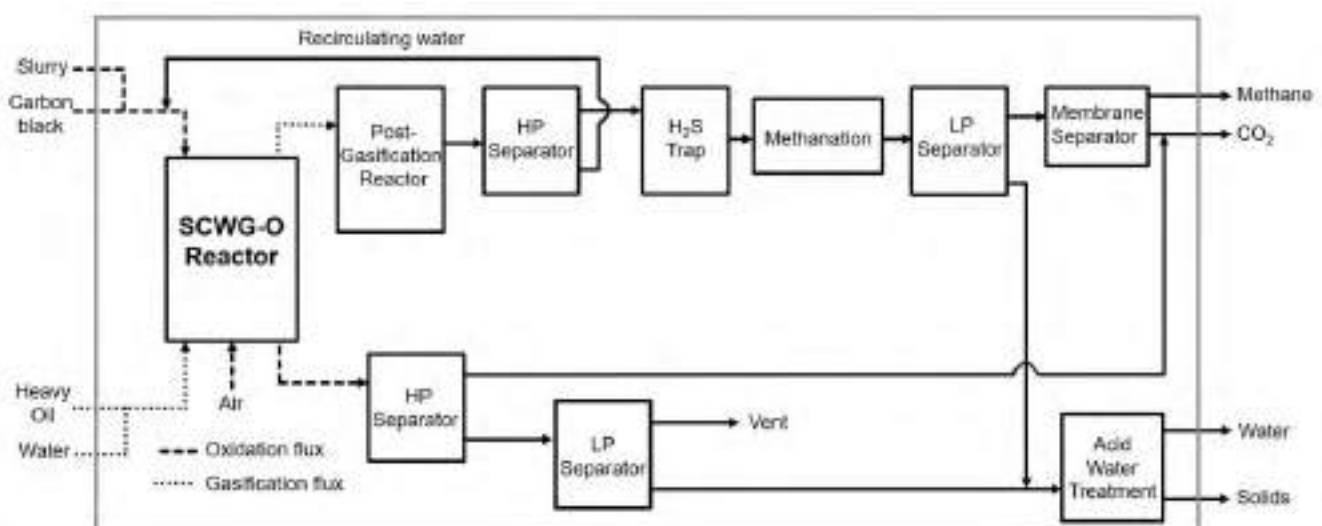 Recirculating water
Slurry
Carbon
black
Post-
Gasification
Reactor
HP
Separator
H₂S
Trap
Methanation
LP
Separator
Membrane
Separator
Methane
CO₂
SCWG-O
Reactor
Heavy
Oil
Water
Air
Oxidation flux
Gasification flux
HP
Separator
LP
Separator
Vent
Acid
Water
Treatment
Water
Solids